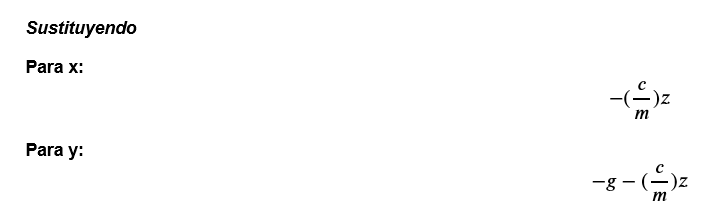 Sustituyendo
Para x:
−(c/m)z
Para y:
−g − (c/m)z